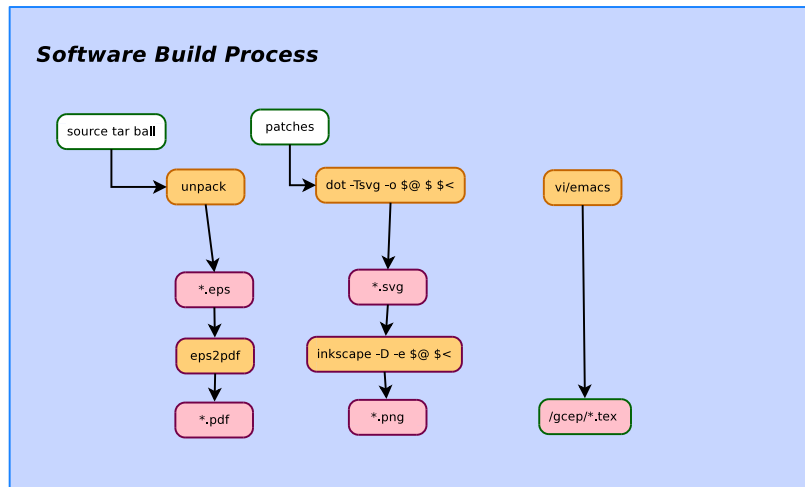 Software Build Process
source tar ball
patches
unpack
dot -Tsvg -o $@ $ $<
vi/emacs
*.eps
*.svg
eps2pdf
inkscape -D -e $@ $<
*.pdf
*.png
/gcep/*.tex